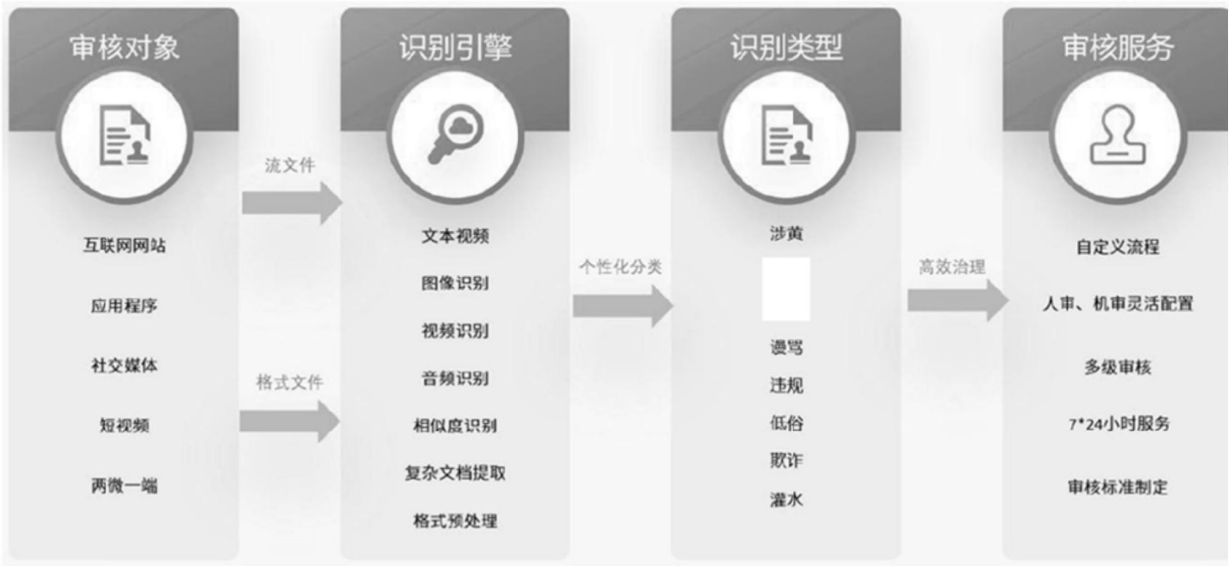 审核对象
互联网网站
应用程序
社交媒体
短视频
两微一端
流文件
格式文件
识别引擎
文本视频
图像识别
视频识别
音频识别
相似度识别
复杂文档提取
格式预处理
个性化分类
识别类型
涉黄
谩骂
违规
低俗
欺诈
灌水
高效治理
审核服务
自定义流程
人审、机审灵活配置
多级审核
7*24小时服务
审核标准制定